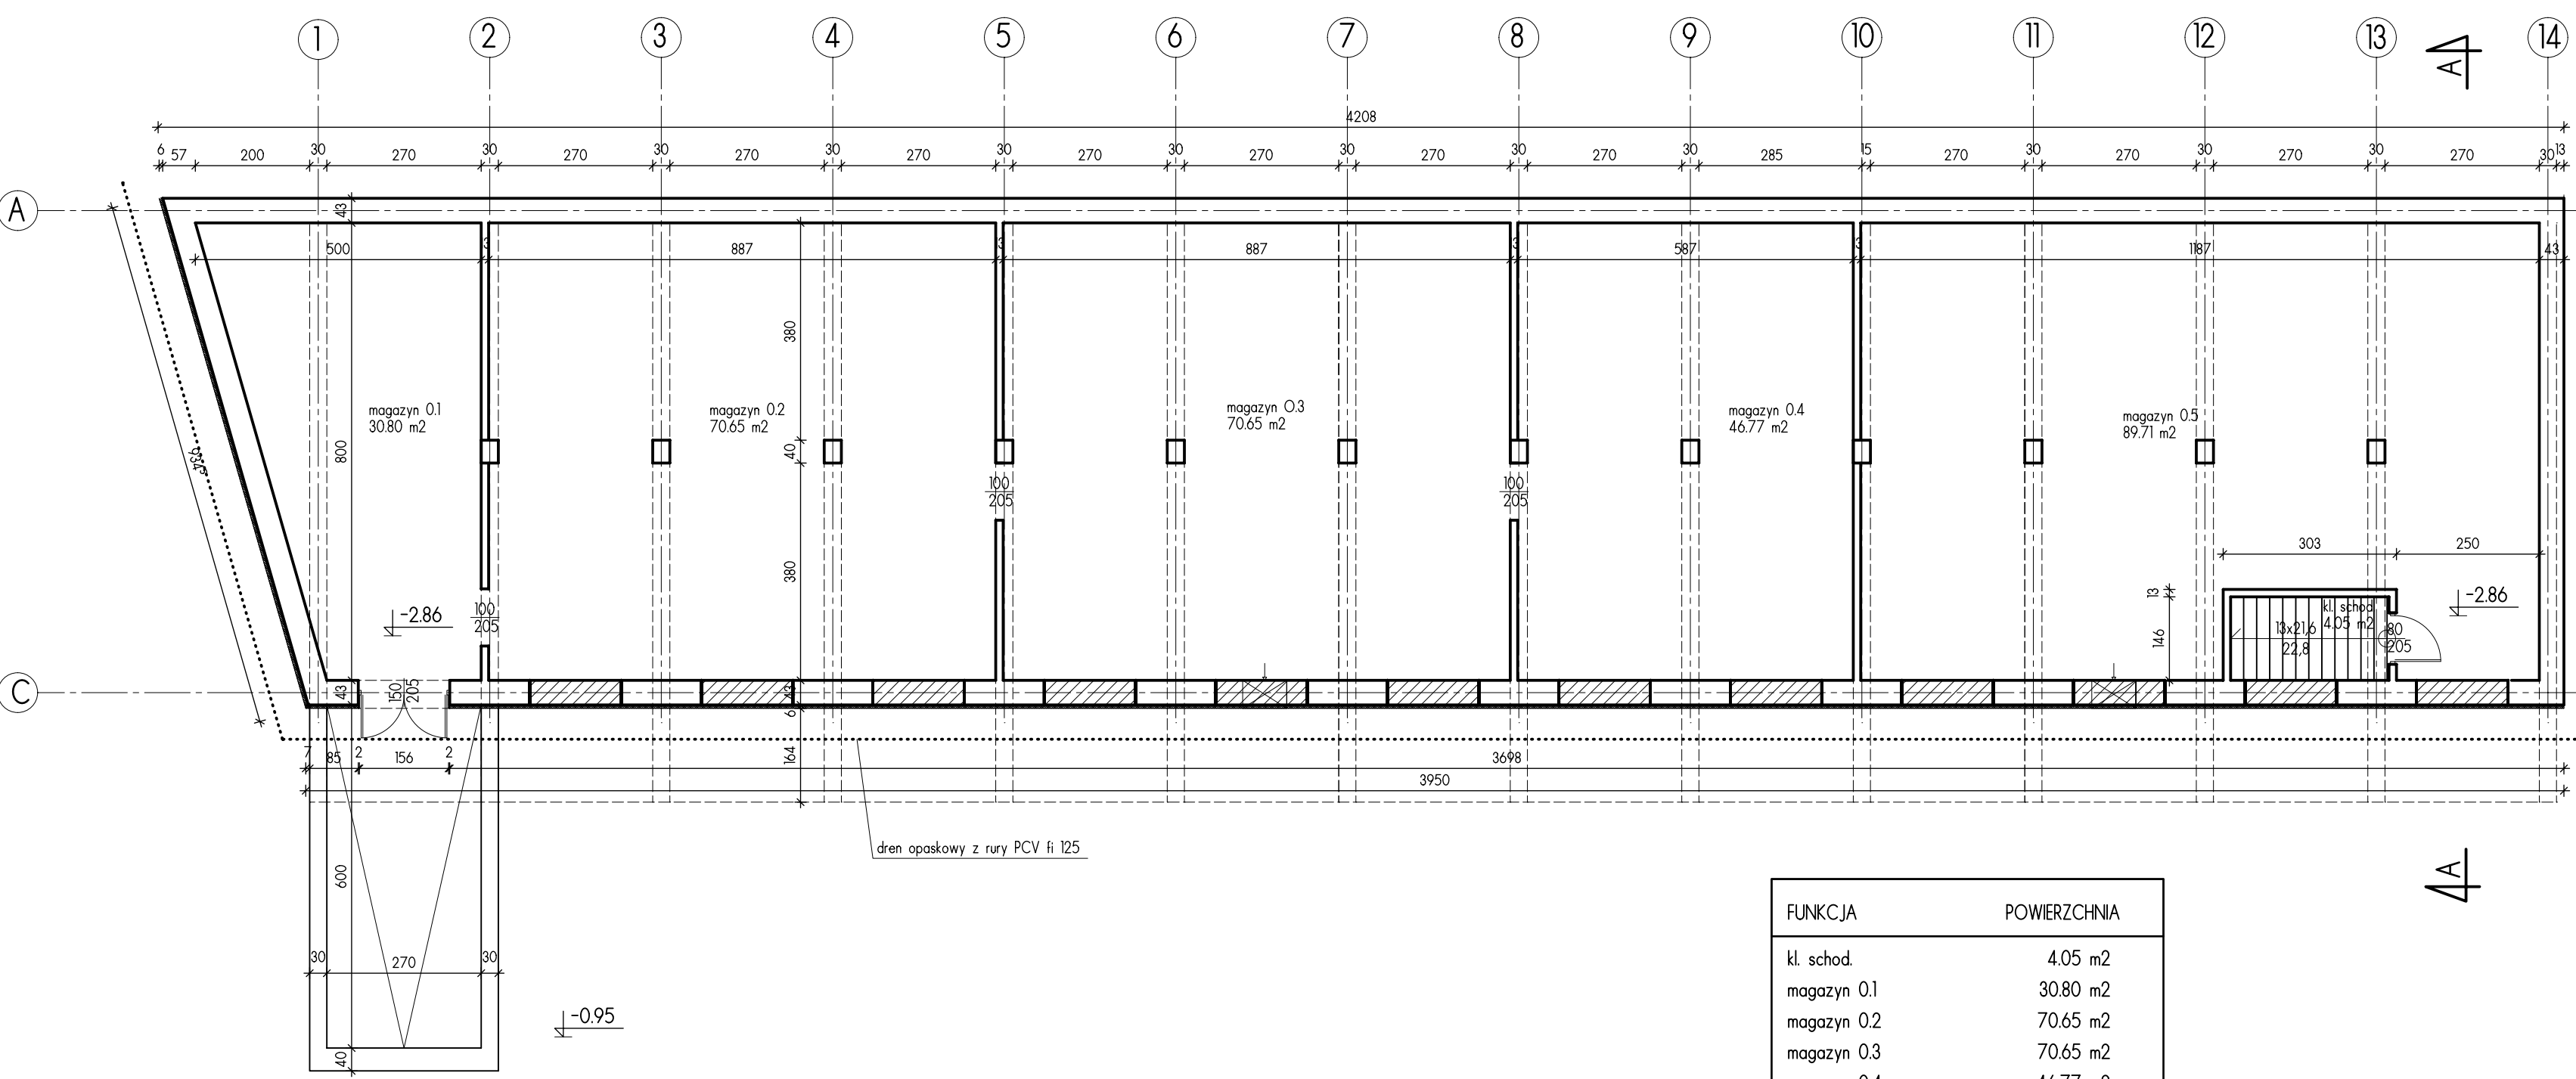 1 2 3 4 5 6 7 8 9 10 11 12 13 14
A
4208
6 57 200 30 270 30 270 30 270 30 270 30 270 30 270 30 270 30 270 30 285 15 270 30 270 30 270 30 270 30 13
A
43
500 887 887 587 1187 43
380
magazyn 0.1
30.80 m2
magazyn 0.2
70.65 m2
magazyn 0.3
70.65 m2
magazyn 0.4
46.77 m2
magazyn 0.5
89.71 m2
800
40
934
100
205
100
205
380
303 250
-2.86
100
205
13
146
-2.86
kl. schod.
4.05 m2
13x21,6
22,8
80
205
C
43
150
205
43
6
7 85 2 156 2
164
3698
3950
dren opaskowy z rury PCV fi 125
600
A
30 270 30
-0.95
40
FUNKCJA POWIERZCHNIA
kl. schod. 4.05 m2
magazyn 0.1 30.80 m2
magazyn 0.2 70.65 m2
magazyn 0.3 70.65 m2